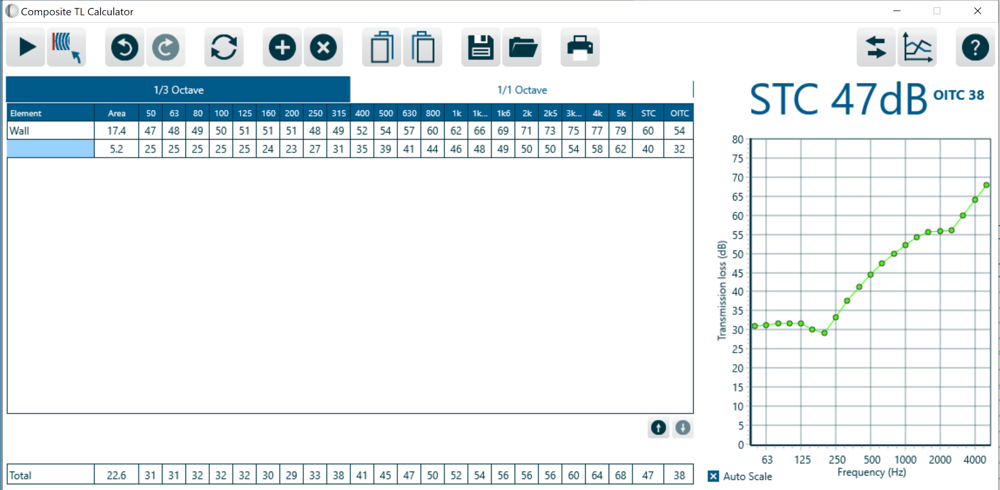 Composite TL Calculator
1/3 Octave 1/1 Octave
STC 47dB OITC 38
Element Area 50 63 80 100 125 160 200 250 315 400 500 630 800 1k 1k... 1k6 2k 2k5 3k... 4k 5k STC OITC
Wall 17.4 47 48 49 50 51 51 51 48 49 52 54 57 60 62 66 69 71 73 75 77 79 60 54
5.2 25 25 25 25 25 24 23 27 31 35 39 41 44 46 48 49 50 50 54 58 62 40 32
Total 22.6 31 31 32 32 32 30 29 33 38 41 45 47 50 52 54 56 56 56 60 64 68 47 38
80
75
70
65
60
55
50
45
40
35
30
25
20
15
10
5
0
Transmission loss (dB)
63 125 250 500 1000 2000 4000
Frequency (Hz)
Auto Scale